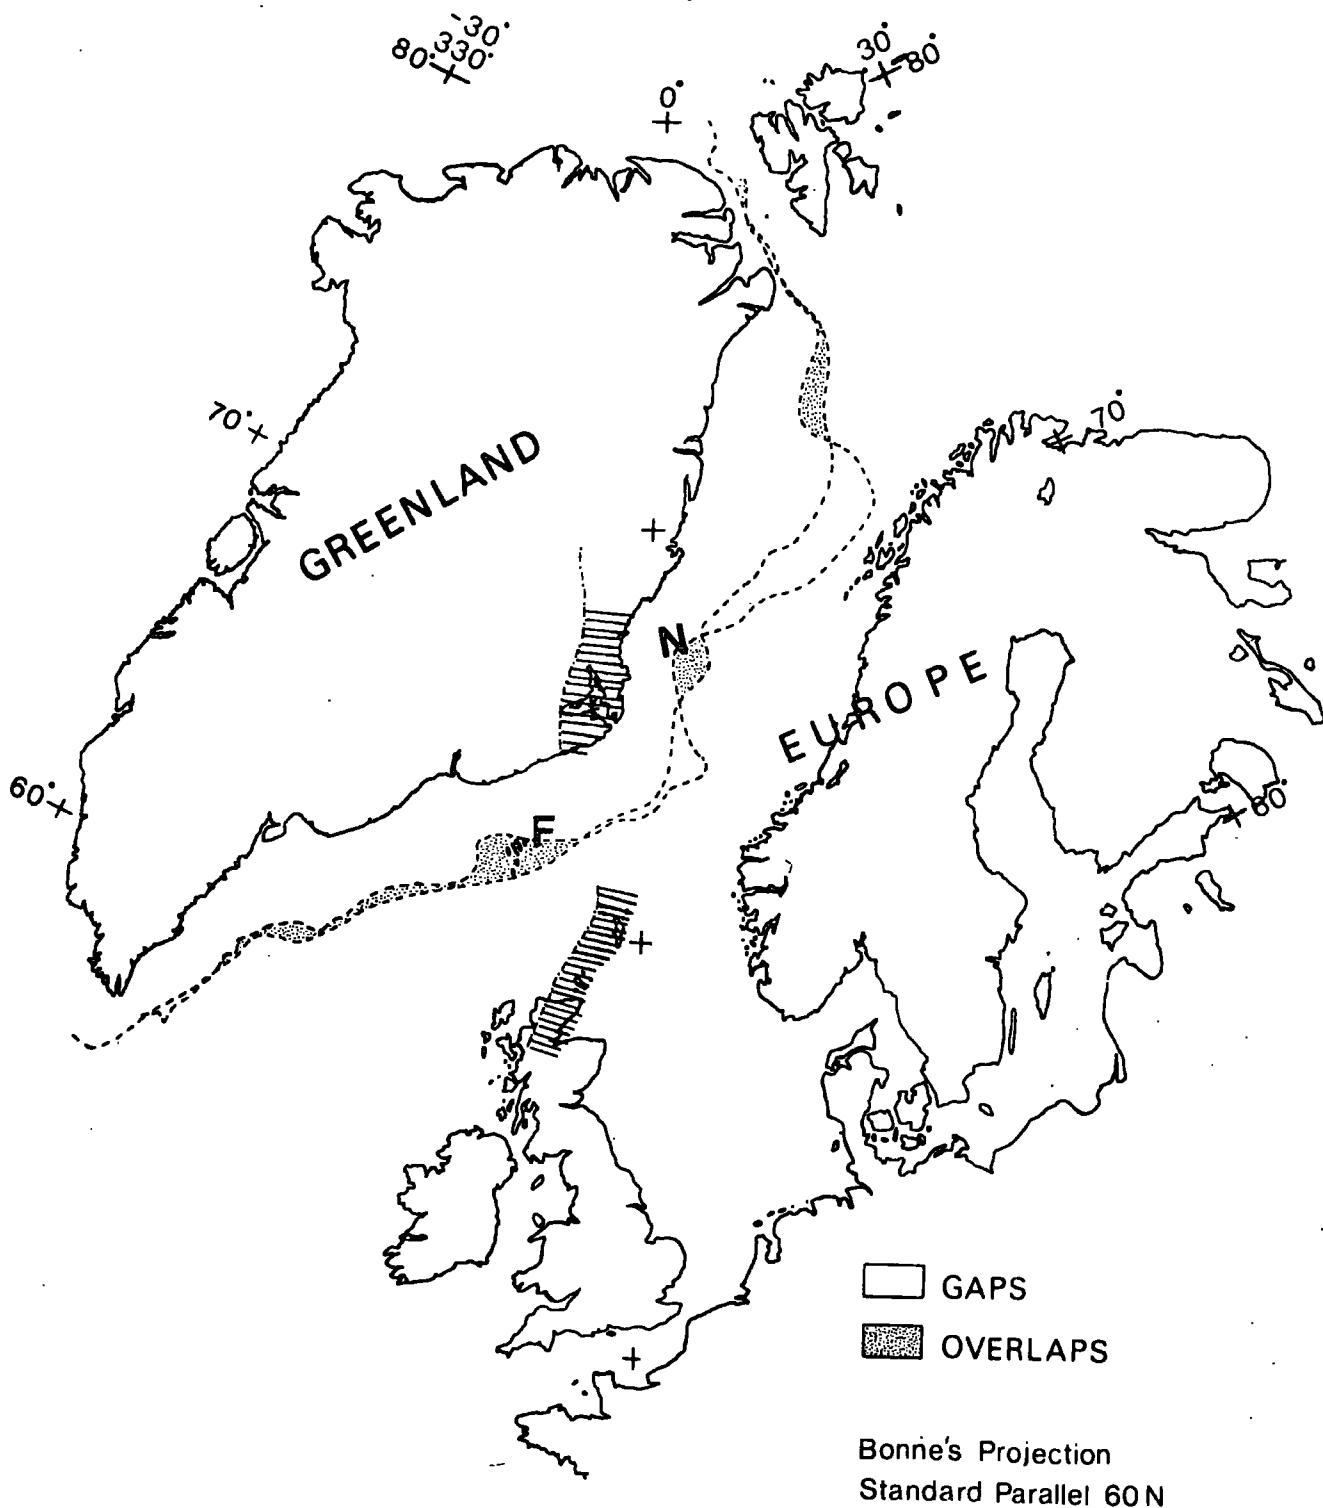 -30°
330°
80°
30°
80°
0°
70°
70°
GREENLAND
N
EUROPE
60°
60°
F
GAPS
OVERLAPS
Bonne's Projection
Standard Parallel 60N